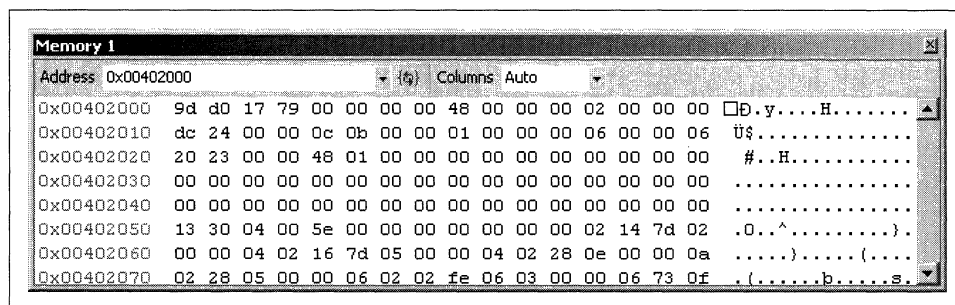 Memory 1
Address 0x00402000 Columns Auto
0x00402000 9d d0 17 79 00 00 00 00 48 00 00 00 02 00 00 00 □Ð.y....H.......
0x00402010 dc 24 00 00 0c 0b 00 00 01 00 00 00 06 00 00 06 Ü$..............
0x00402020 20 23 00 00 48 01 00 00 00 00 00 00 00 00 00 00  #..H...........
0x00402030 00 00 00 00 00 00 00 00 00 00 00 00 00 00 00 00 ................
0x00402040 00 00 00 00 00 00 00 00 00 00 00 00 00 00 00 00 ................
0x00402050 13 30 04 00 5e 00 00 00 00 00 00 00 02 14 7d 02 .0..^.........}.
0x00402060 00 00 04 02 16 7d 05 00 00 04 02 28 0e 00 00 0a .....}.....(....
0x00402070 02 28 05 00 00 06 02 02 fe 06 03 00 00 06 73 0f .(......þ.....s.